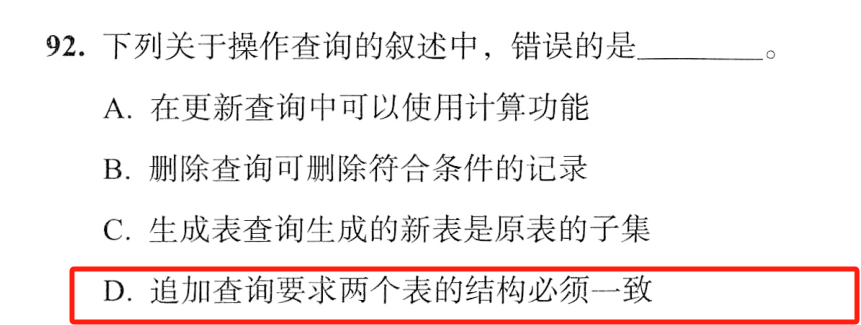 92. 下列关于操作查询的叙述中，错误的是________。
A. 在更新查询中可以使用计算功能
B. 删除查询可删除符合条件的记录
C. 生成表查询生成的新表是原表的子集
D. 追加查询要求两个表的结构必须一致